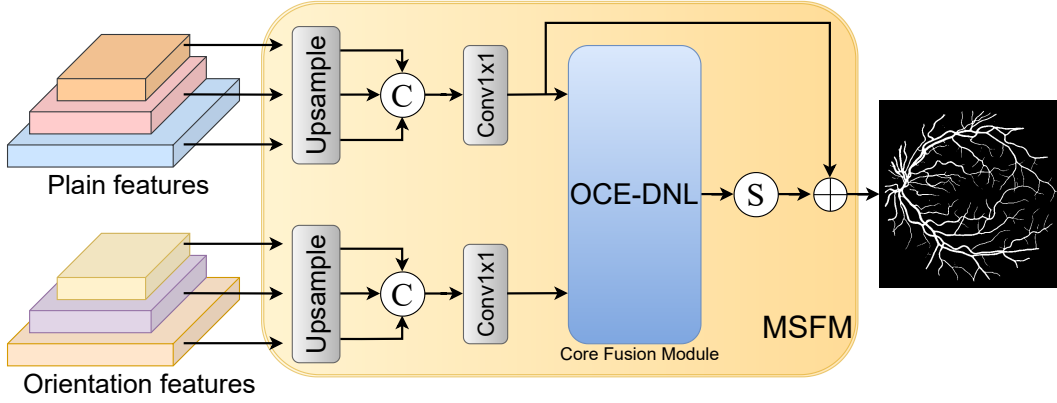 Plain features
Upsample
C
Conv1x1
OCE-DNL
S
Core Fusion Module
MSFM
Orientation features
Upsample
C
Conv1x1